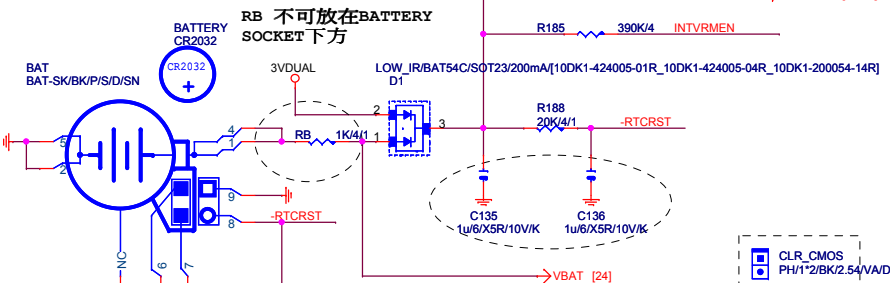 RB 不可放在BATTERY
SOCKET下方
BATTERY
CR2032
CR2032
+
BAT
BAT-SK/BK/P/S/D/SN
3VDUAL
LOW_IR/BAT54C/SOT23/200mA/[10DK1-424005-01R_10DK1-424005-04R_10DK1-200054-14R]
D1
R185
390K/4
INTVRMEN
R188
20K/4/1
-RTCRST
RB
1K/4/1
2
1
3
5
2
4
1
9
8
-RTCRST
NC
6
7
C135
1u/6/X5R/10V/K
C136
1u/6/X5R/10V/K
VBAT [24]
CLR_CMOS
PH/1*2/BK/2.54/VA/D